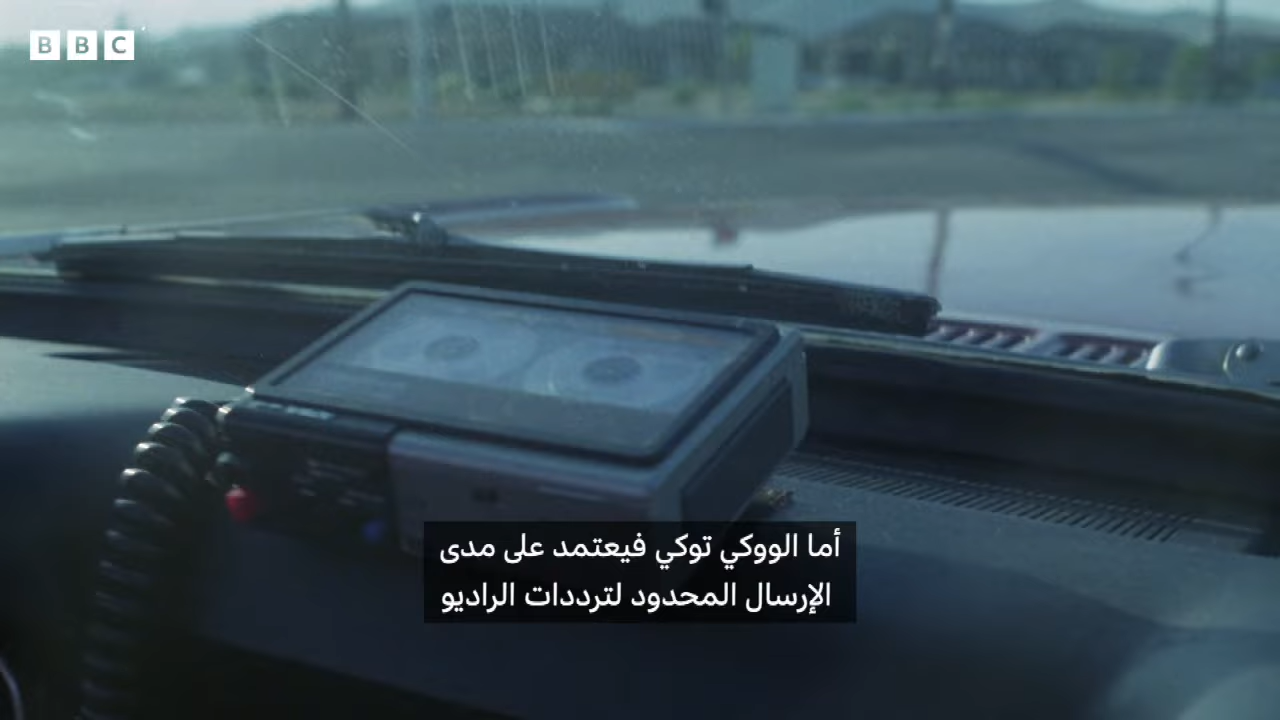 BBC
أما الووكي توكي فيعتمد على مدى
الإرسال المحدود لترددات الراديو